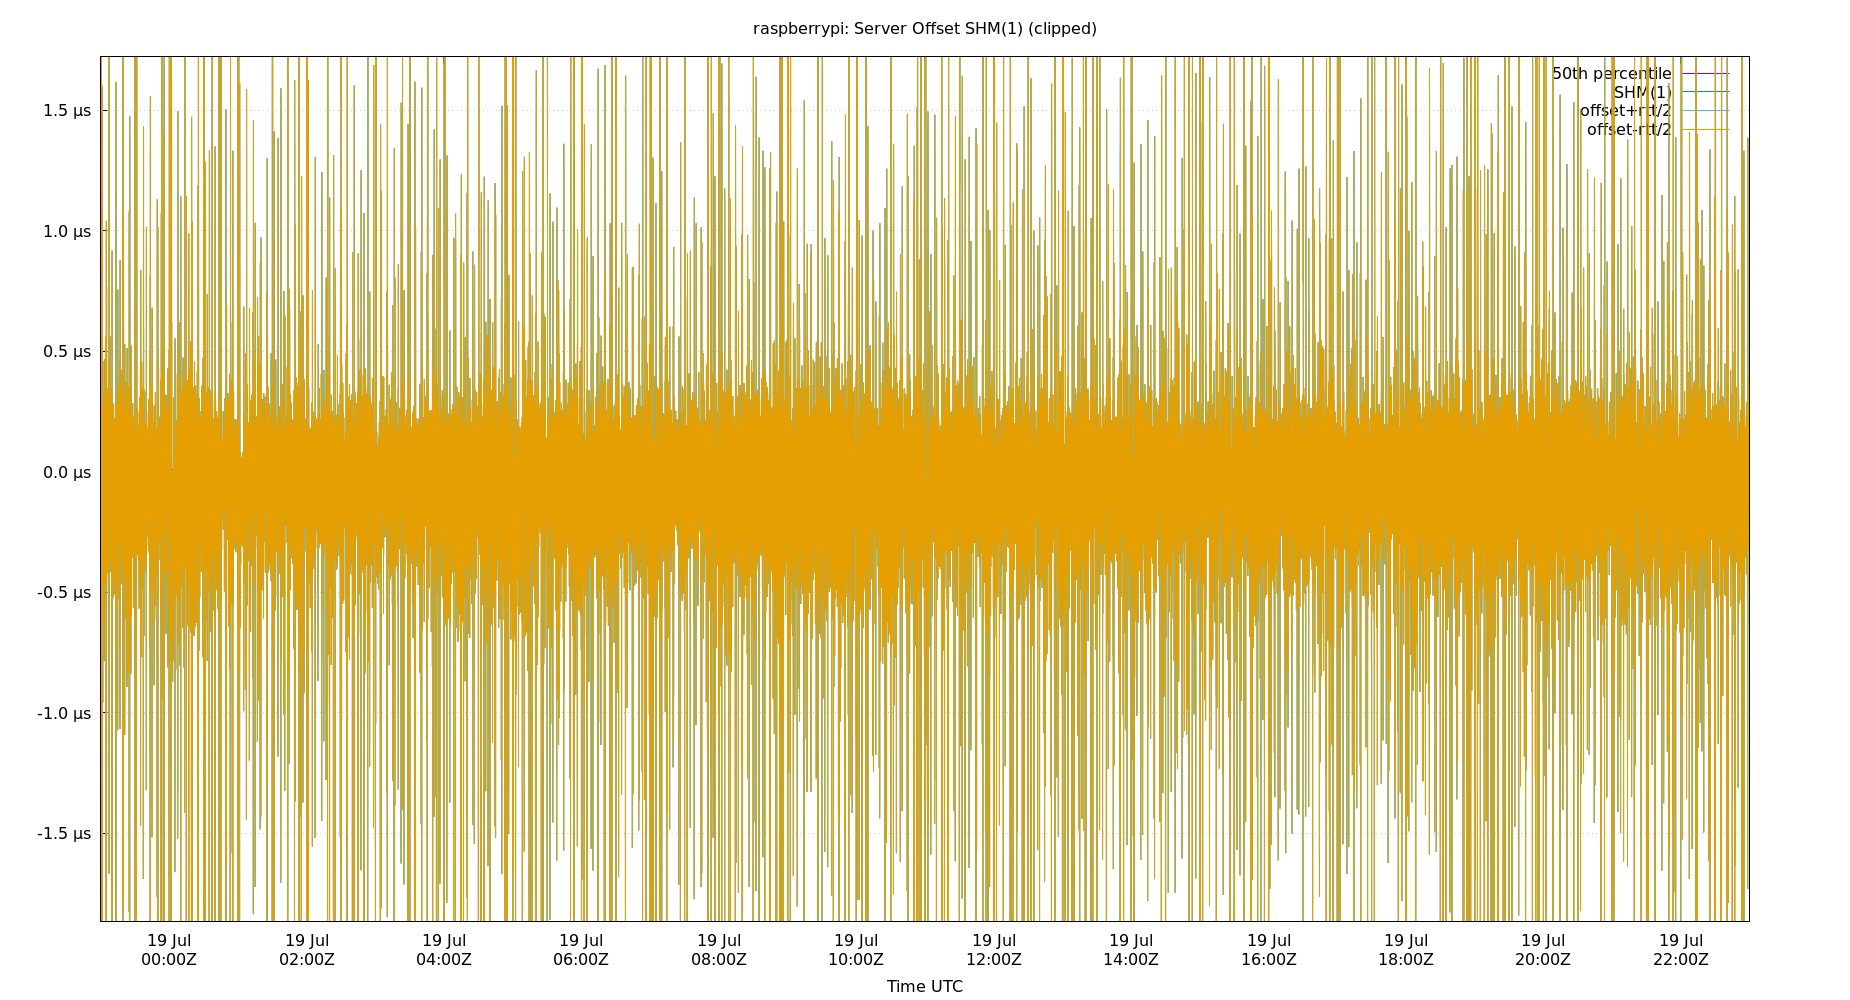 raspberrypi: Server Offset SHM(1) (clipped)
50th percentile
SHM(1)
offset+rtt/2
offset-rtt/2
1.5 µs
1.0 µs
0.5 µs
0.0 µs
-0.5 µs
-1.0 µs
-1.5 µs
19 Jul 19 Jul 19 Jul 19 Jul 19 Jul 19 Jul 19 Jul 19 Jul 19 Jul 19 Jul 19 Jul 19 Jul
00:00Z 02:00Z 04:00Z 06:00Z 08:00Z 10:00Z 12:00Z 14:00Z 16:00Z 18:00Z 20:00Z 22:00Z
Time UTC